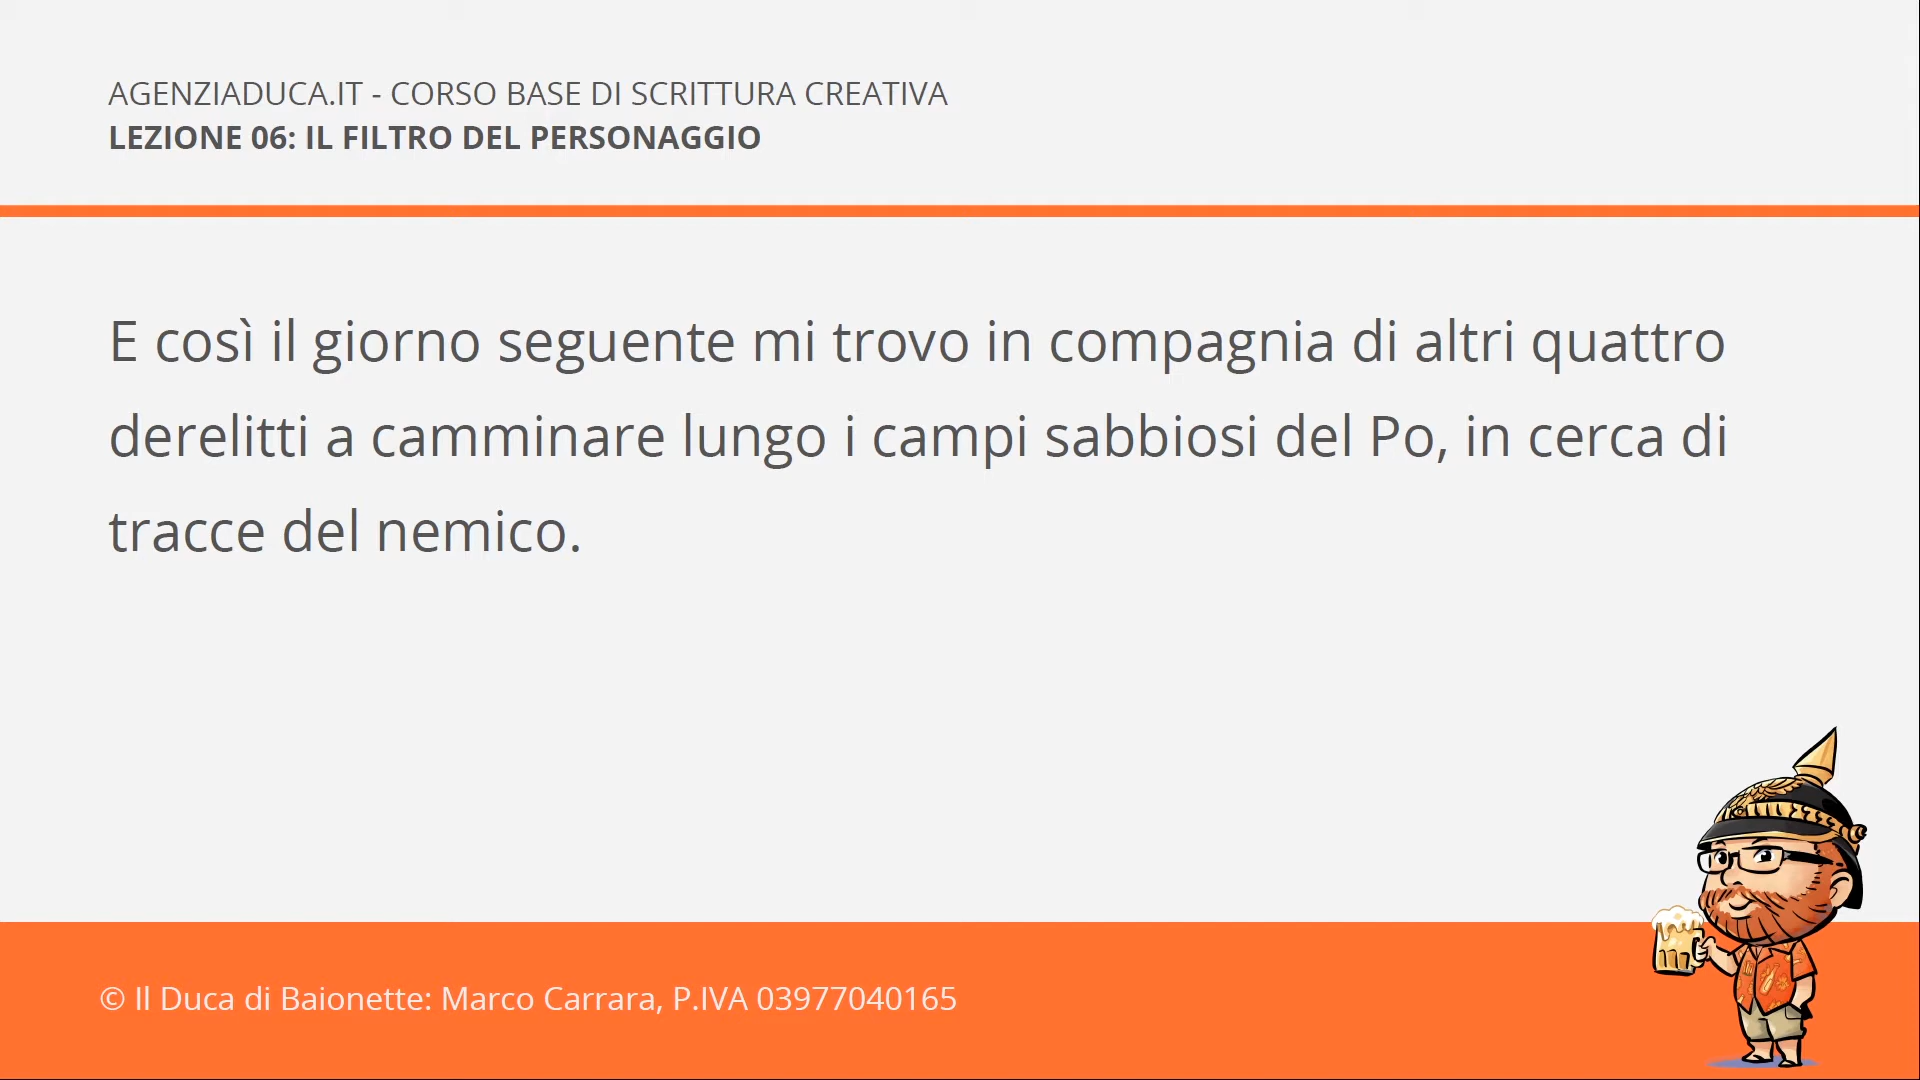 AGENZIADUCA.IT - CORSO BASE DI SCRITTURA CREATIVA
LEZIONE 06: IL FILTRO DEL PERSONAGGIO
E così il giorno seguente mi trovo in compagnia di altri quattro
derelitti a camminare lungo i campi sabbiosi del Po, in cerca di
tracce del nemico.
© Il Duca di Baionette: Marco Carrara, P.IVA 03977040165